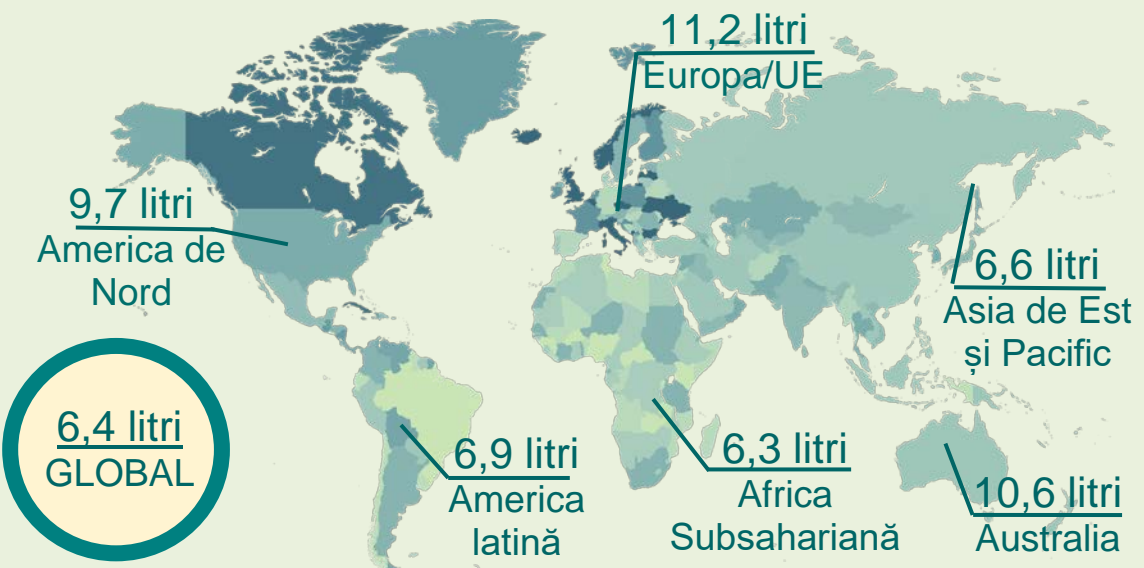 11,2 litri
Europa/UE
9,7 litri
America de
Nord
6,6 litri
Asia de Est
și Pacific
6,4 litri
GLOBAL
6,9 litri
America
latină
6,3 litri
Africa
Subsahariană
10,6 litri
Australia